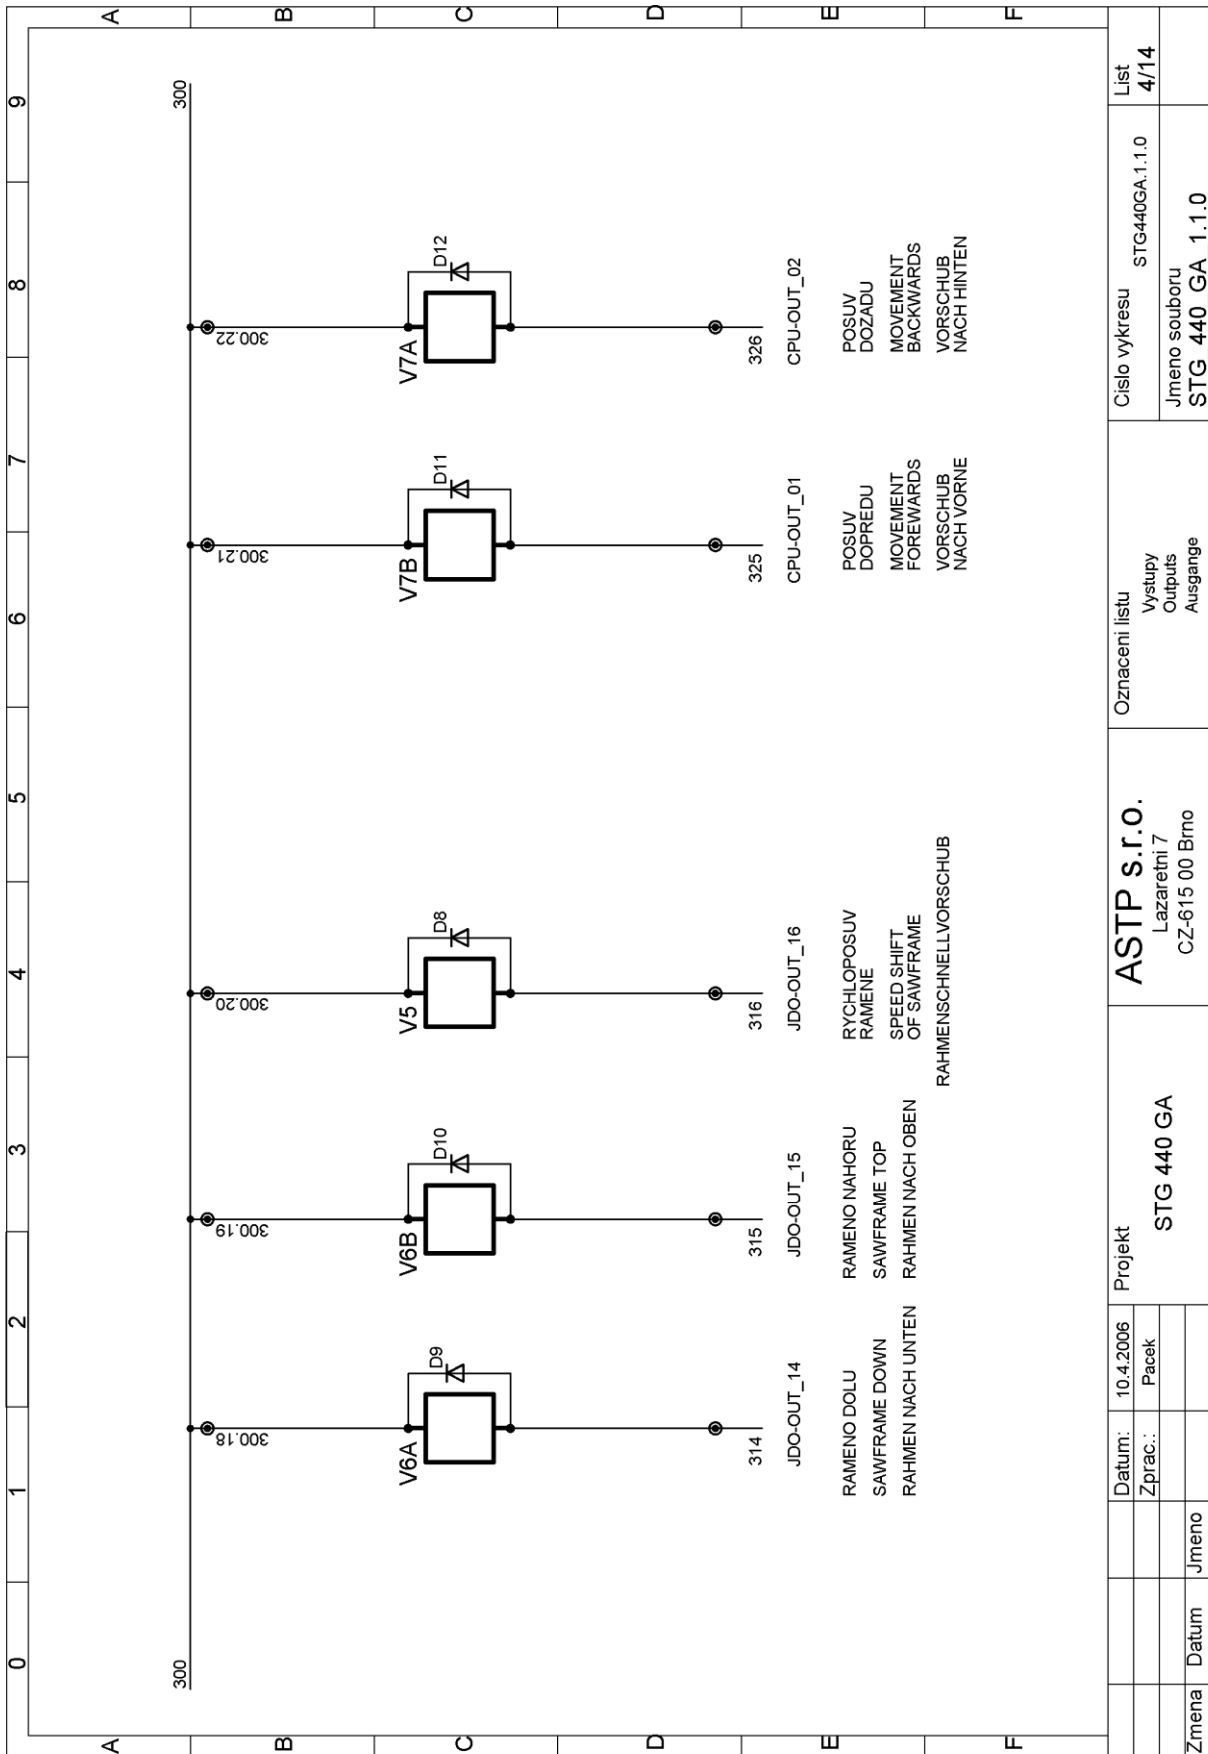 0 1 2 3 4 5 6 7 8 9
A A
B B
C C
D D
E E
F F
300 300
300.18
300.19
300.20
300.21
300.22
V6A D9
V6B D10
V5 D8
V7B D11
V7A D12
314
JDO-OUT_14
RAMENO DOLU
SAWFRAME DOWN
RAHMEN NACH UNTEN
315
JDO-OUT_15
RAMENO NAHORU
SAWFRAME TOP
RAHMEN NACH OBEN
316
JDO-OUT_16
RYCHLOPOSUV
RAMENE
SPEED SHIFT
OF SAWFRAME
RAHMENSCHNELLVORSCHUB
325
CPU-OUT_01
POSUV
DOPREDU
MOVEMENT
FOREWARDS
VORSCHUB
NACH VORNE
326
CPU-OUT_02
POSUV
DOZADU
MOVEMENT
BACKWARDS
VORSCHUB
NACH HINTEN
Zmena Datum Jmeno
Datum: 10.4.2006
Zprac.: Pacek
Projekt
STG 440 GA
ASTP s.r.o.
Lazaretni 7
CZ-615 00 Brno
Oznaceni listu
Vystupy
Outputs
Ausgange
Cislo vykresu
STG440GA.1.1.0
Jmeno souboru
STG_440_GA_1.1.0
List
4/14